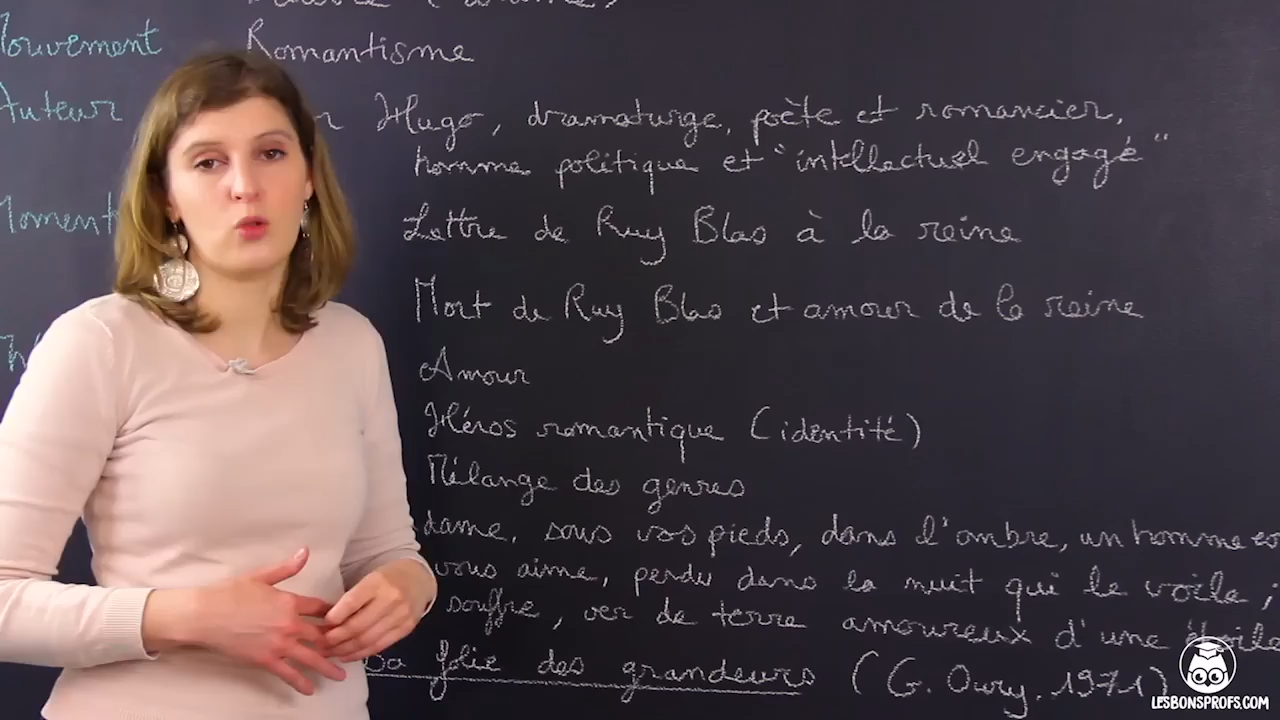 Mouvement Romantisme
Auteur Hugo, dramaturge, poète et romancier,
homme politique et "intellectuel engagé"
Moment Lettre de Ruy Blas à la reine
Mort de Ruy Blas et amour de la reine
Amour
Héros romantique (identité)
Mélange des genres
dame, sous vos pieds, dans l'ombre, un homme
vous aime, perdu dans la nuit qui le voile ;
souffre, ver de terre amoureux d'une étoile
La folie des grandeurs (G. Oury. 1971)
LESBONSPROFS.COM